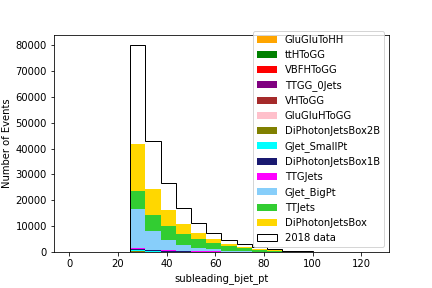 GluGluToHH
ttHToGG
VBFHToGG
TTGG_0Jets
VHToGG
GluGluHToGG
DiPhotonJetsBox2B
GJet_SmallPt
DiPhotonJetsBox1B
TTGJets
GJet_BigPt
TTJets
DiPhotonJetsBox
2018 data
Number of Events
80000
70000
60000
50000
40000
30000
20000
10000
0
0 20 40 60 80 100 120
subleading_bjet_pt